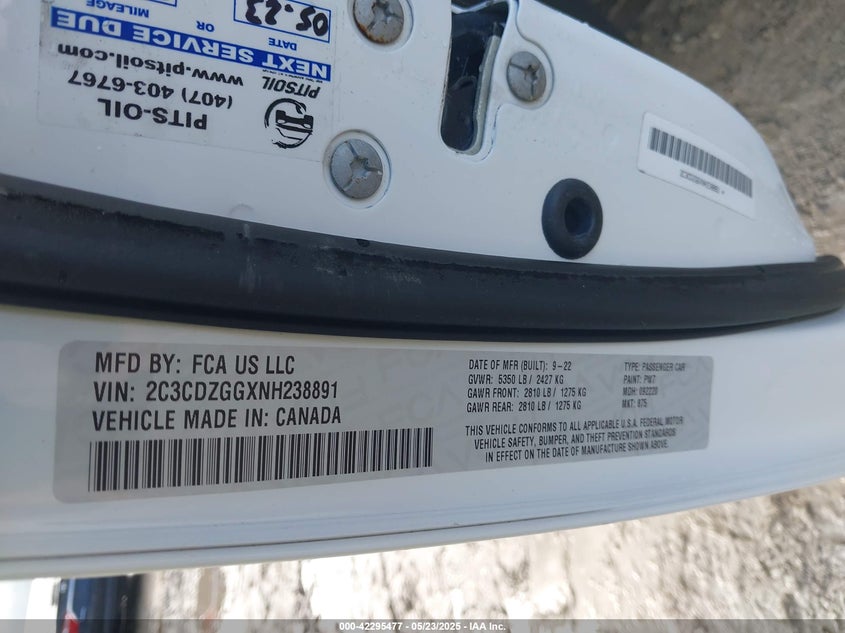 MFD BY: FCA US LLC
VIN: 2C3CDZGGXNH238891
VEHICLE MADE IN: CANADA
DATE OF MFR (BUILT): 9-22
GVWR: 5350 LB / 2427 KG
GAWR FRONT: 2810 LB / 1275 KG
GAWR REAR: 2810 LB / 1275 KG
TYPE: PASSENGER CAR
PAINT: PW7
MDH: 092220
MKT: 875
THIS VEHICLE CONFORMS TO ALL APPLICABLE U.S.A. FEDERAL MOTOR
VEHICLE SAFETY, BUMPER, AND THEFT PREVENTION STANDARDS
IN EFFECT ON THE DATE OF MANUFACTURE SHOWN ABOVE.
PITS-OIL
(407) 403-6767
www.pitsoil.com
PITSOIL
NEXT SERVICE DUE
DATE
OR
MILEAGE
05.23
000-42295477 - 05/23/2025 - IAA Inc.